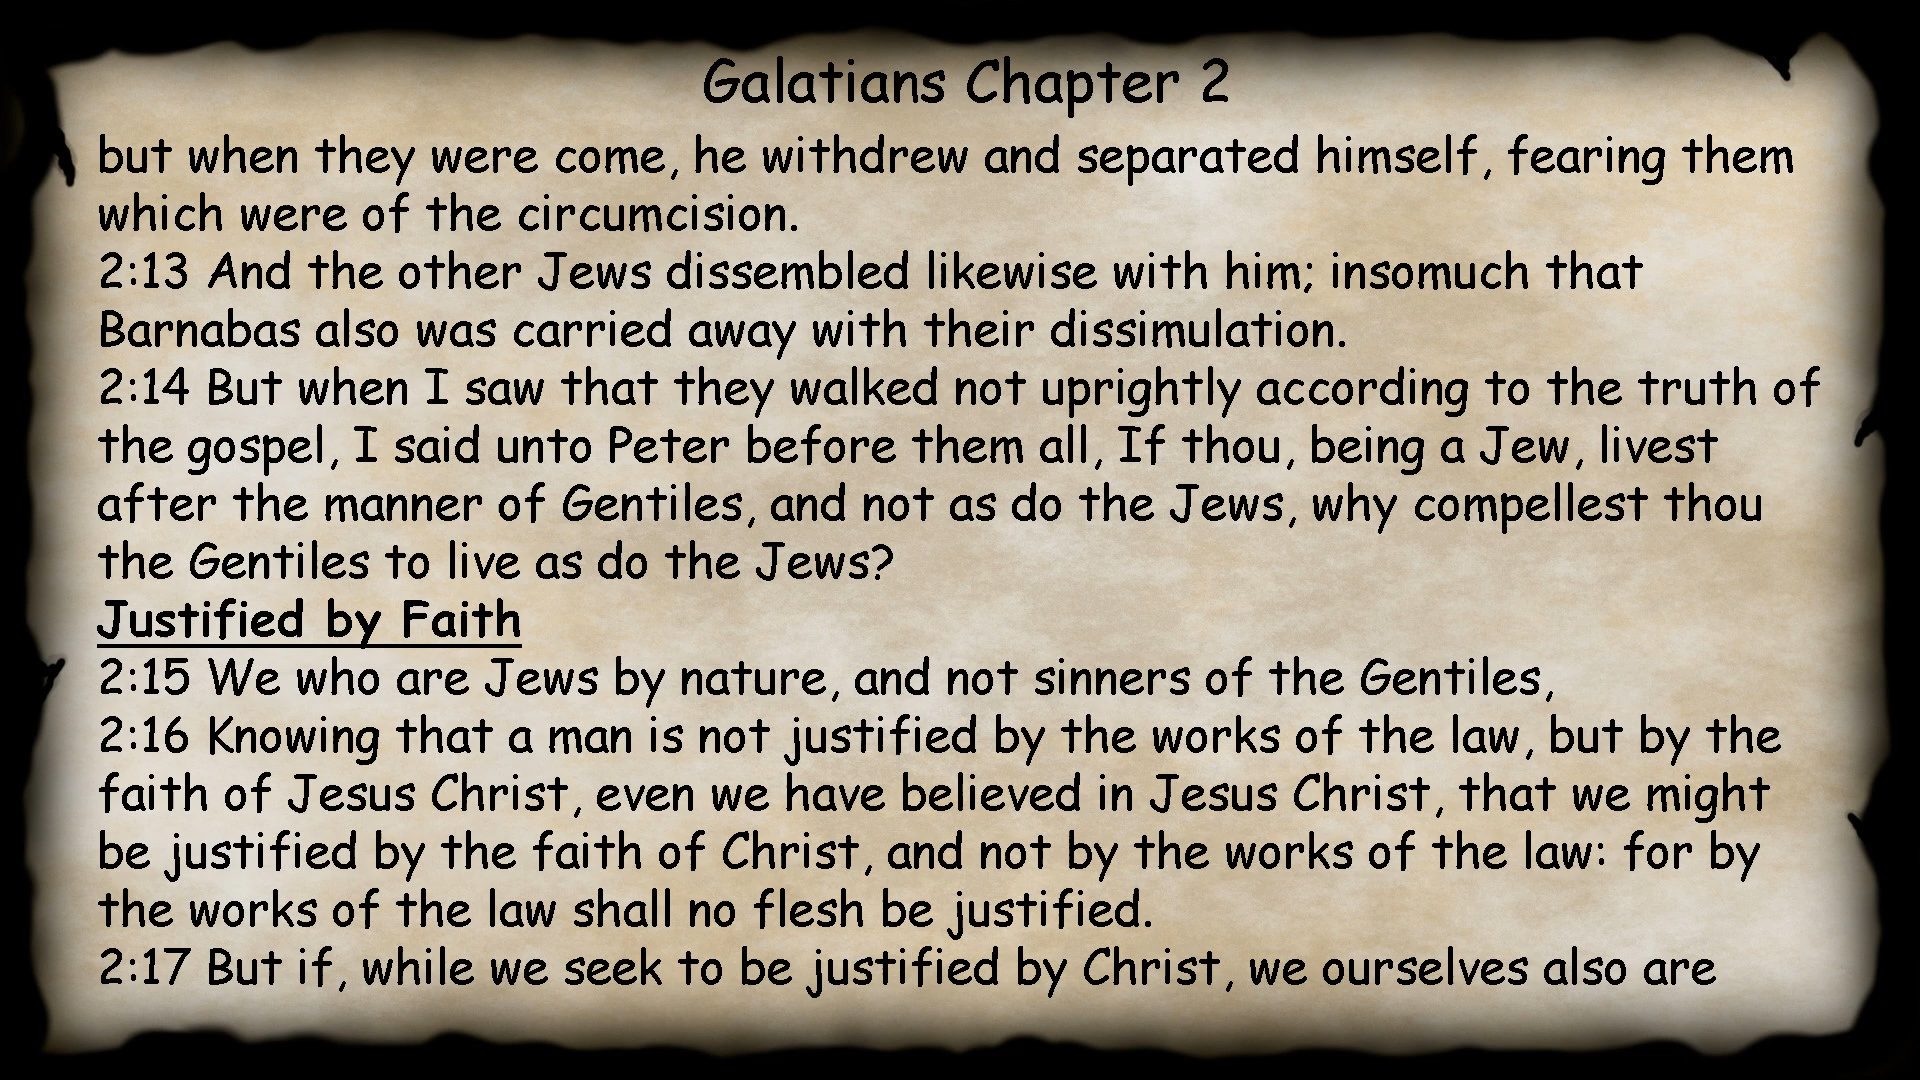 Galatians Chapter 2
but when they were come, he withdrew and separated himself, fearing them
which were of the circumcision.
2:13 And the other Jews dissembled likewise with him; insomuch that
Barnabas also was carried away with their dissimulation.
2:14 But when I saw that they walked not uprightly according to the truth of
the gospel, I said unto Peter before them all, If thou, being a Jew, livest
after the manner of Gentiles, and not as do the Jews, why compellest thou
the Gentiles to live as do the Jews?
Justified by Faith
2:15 We who are Jews by nature, and not sinners of the Gentiles,
2:16 Knowing that a man is not justified by the works of the law, but by the
faith of Jesus Christ, even we have believed in Jesus Christ, that we might
be justified by the faith of Christ, and not by the works of the law: for by
the works of the law shall no flesh be justified.
2:17 But if, while we seek to be justified by Christ, we ourselves also are